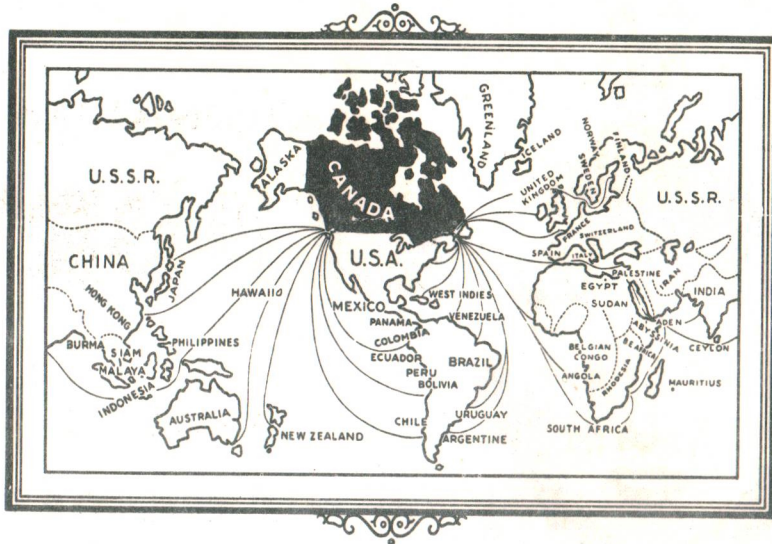 GREENLAND
ICELAND
NORWAY
SWEDEN
FINLAND
ALASKA
CANADA
UNITED
KINGDOM
U.S.S.R.
U.S.S.R.
FRANCE
SWITZERLAND
CHINA
JAPAN
U.S.A.
SPAIN
ITALY
PALESTINE
IRAN
EGYPT
INDIA
HONG KONG
HAWAII
MEXICO
WEST INDIES
SUDAN
PANAMA
VENEZUELA
ADEN
ABYSSINIA
COLOMBIA
BURMA
SIAM
PHILIPPINES
BELGIAN
CONGO
B.E. AFRICA
CEYLON
ECUADOR
MALAYA
PERU
BRAZIL
BOLIVIA
ANGOLA
RHODESIA
MAURITIUS
INDONESIA
AUSTRALIA
CHILE
URUGUAY
NEW ZEALAND
ARGENTINE
SOUTH AFRICA